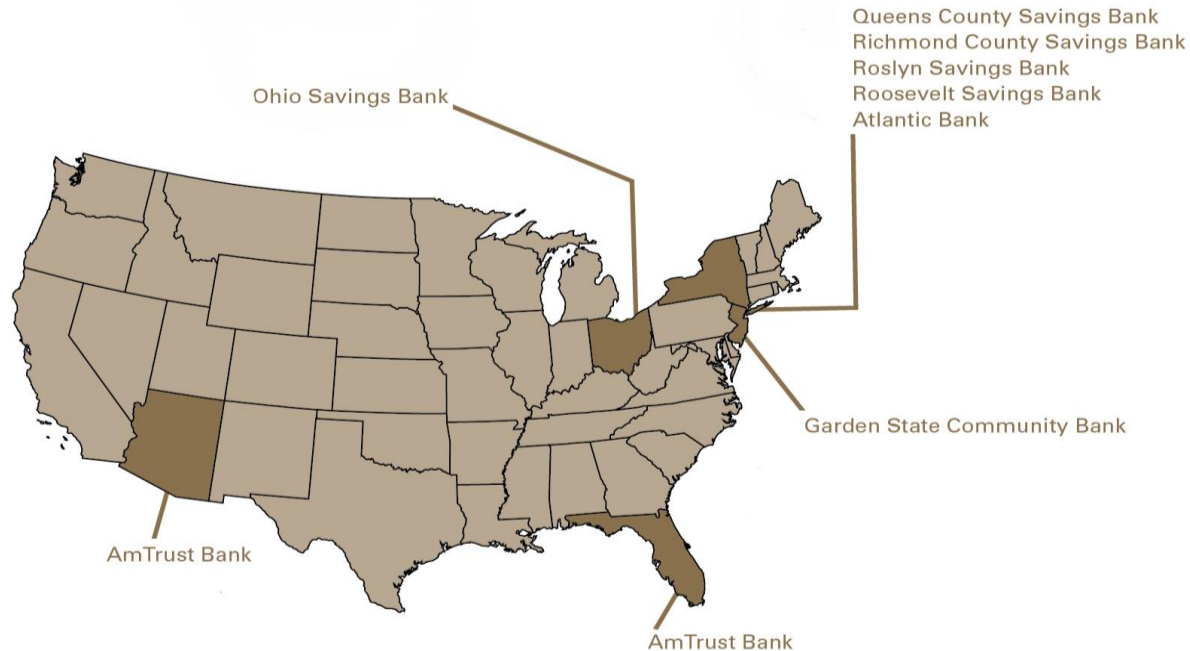 Queens County Savings Bank
Richmond County Savings Bank
Roslyn Savings Bank
Roosevelt Savings Bank
Atlantic Bank
Ohio Savings Bank
Garden State Community Bank
AmTrust Bank
AmTrust Bank